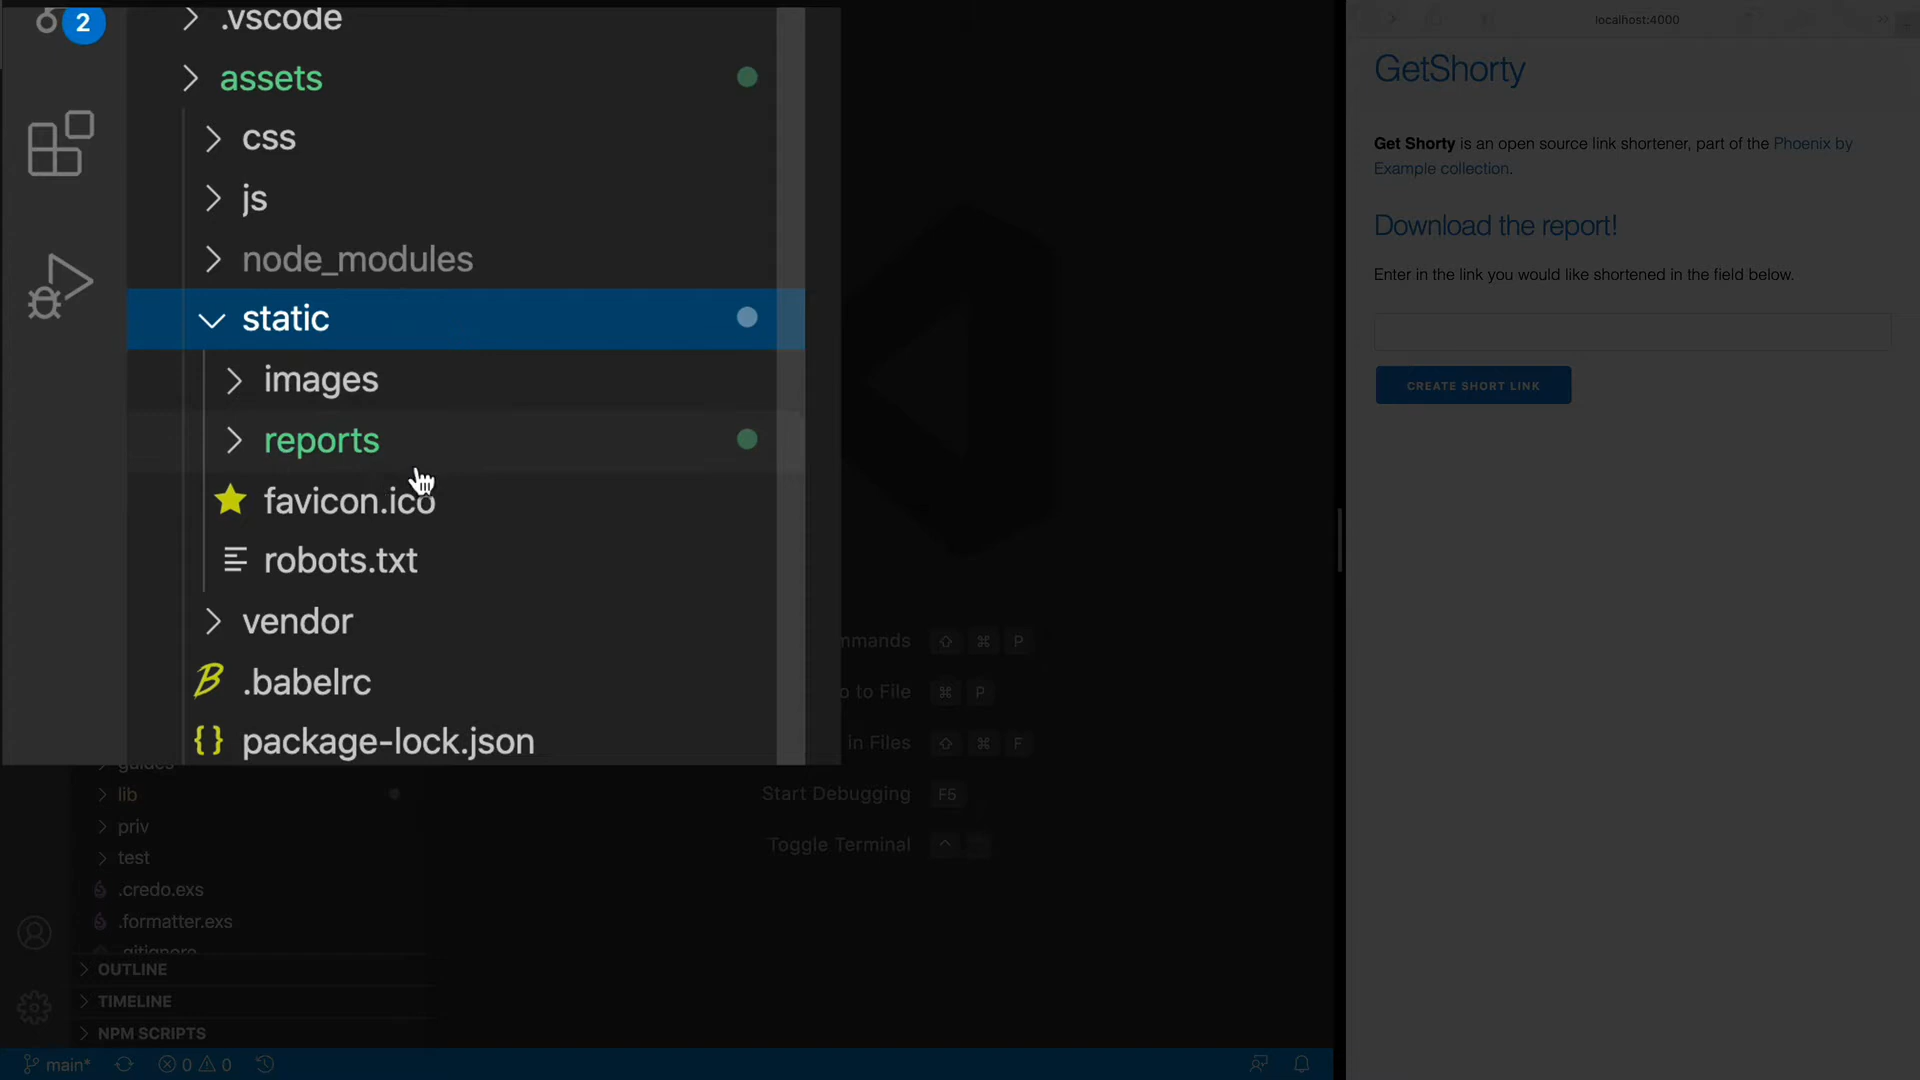 2
.vscode
assets
css
js
node_modules
static
images
reports
favicon.ico
robots.txt
vendor
.babelrc
package-lock.json
guides
lib
priv
test
.credo.exs
.formatter.exs
.gitignore
OUTLINE
TIMELINE
NPM SCRIPTS
main*
0
0
mmands ⇧ ⌘ P
o to File ⌘ P
in Files ⇧ ⌘ F
Start Debugging F5
Toggle Terminal ^
localhost:4000
GetShorty
Get Shorty is an open source link shortener, part of the Phoenix by
Example collection.
Download the report!
Enter in the link you would like shortened in the field below.
CREATE SHORT LINK